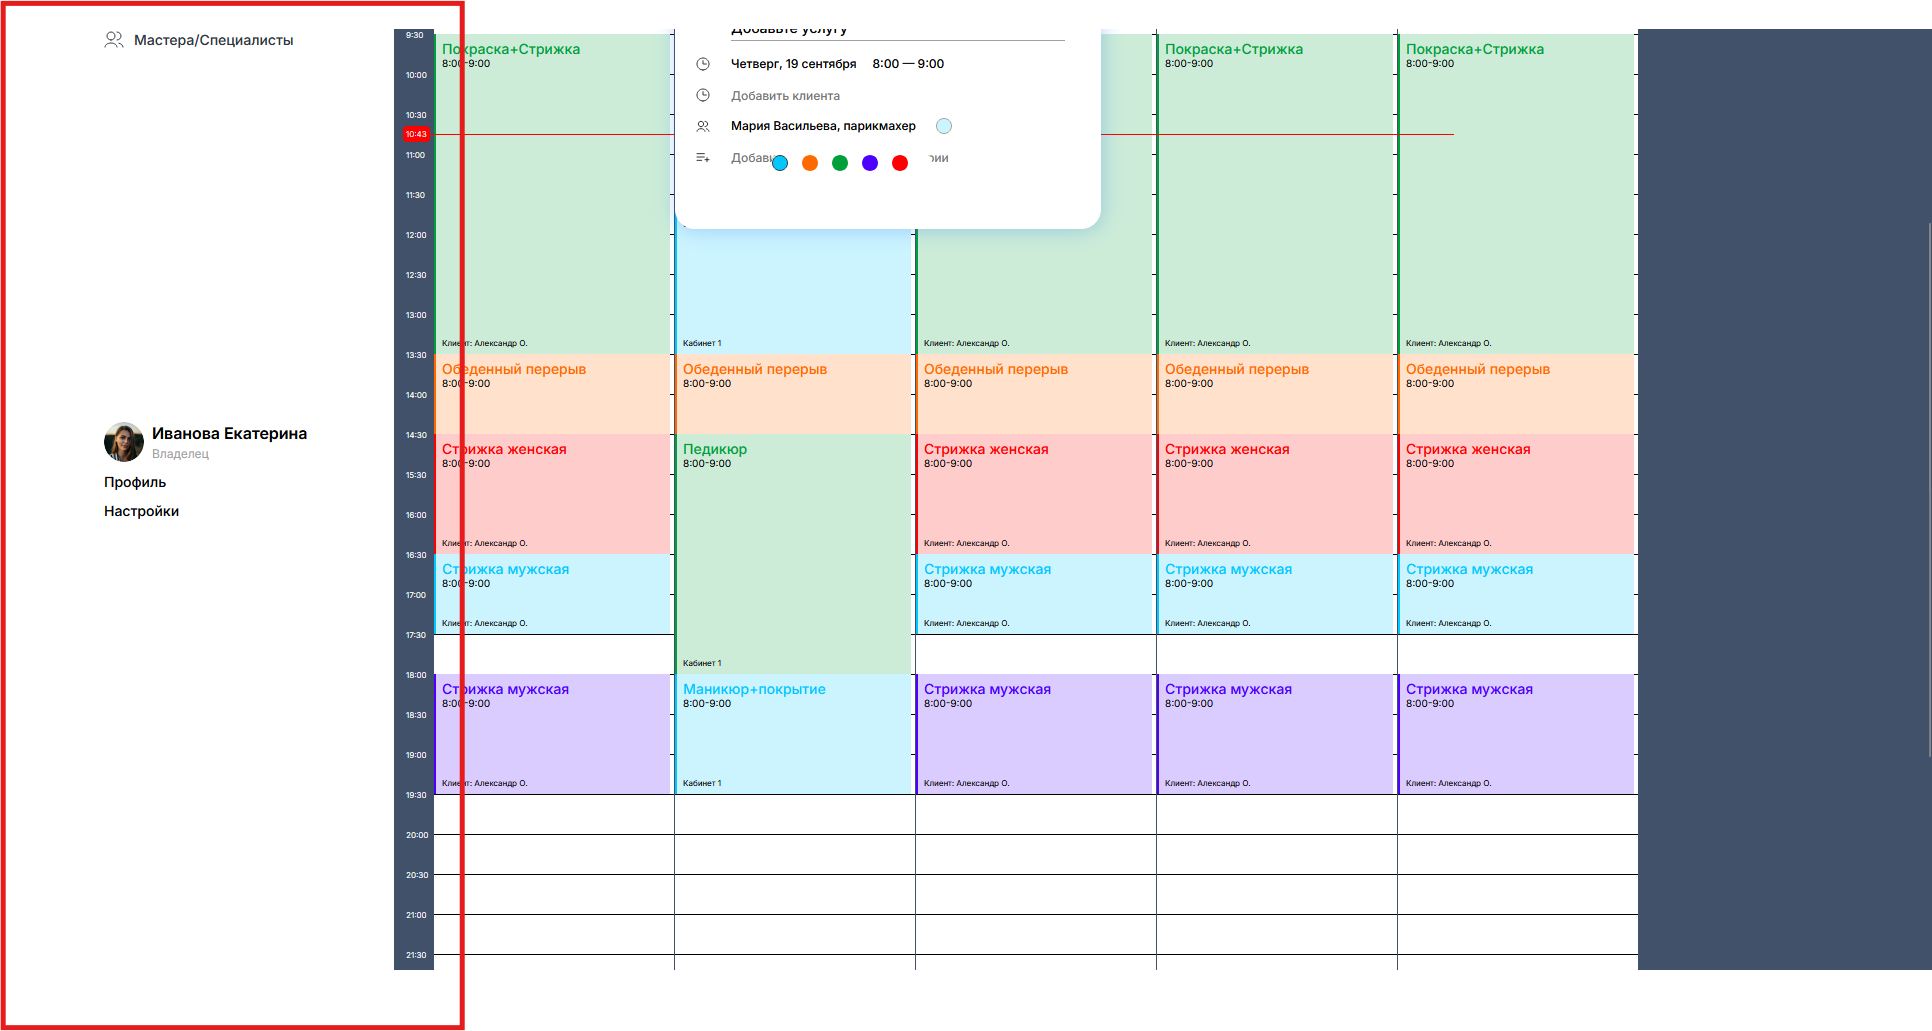 Мастера/Специалисты
Иванова Екатерина
Владелец
Профиль
Настройки
9:30
10:00
10:30
10:43
11:00
11:30
12:00
12:30
13:00
13:30
14:00
14:30
15:30
16:00
16:30
17:00
17:30
18:00
18:30
19:00
19:30
20:00
20:30
21:00
21:30
Покраска+Стрижка
8:00-9:00
Клиент: Александр О.
Обеденный перерыв
8:00-9:00
Стрижка женская
8:00-9:00
Клиент: Александр О.
Стрижка мужская
8:00-9:00
Клиент: Александр О.
Стрижка мужская
8:00-9:00
Клиент: Александр О.
Добавьте услугу
Четверг, 19 сентября 8:00 — 9:00
Добавить клиента
Мария Васильева, парикмахер
Кабинет 1
Обеденный перерыв
8:00-9:00
Педикюр
8:00-9:00
Кабинет 1
Маникюр+покрытие
8:00-9:00
Кабинет 1
Клиент: Александр О.
Обеденный перерыв
8:00-9:00
Стрижка женская
8:00-9:00
Клиент: Александр О.
Стрижка мужская
8:00-9:00
Клиент: Александр О.
Стрижка мужская
8:00-9:00
Клиент: Александр О.
Покраска+Стрижка
8:00-9:00
Клиент: Александр О.
Обеденный перерыв
8:00-9:00
Стрижка женская
8:00-9:00
Клиент: Александр О.
Стрижка мужская
8:00-9:00
Клиент: Александр О.
Стрижка мужская
8:00-9:00
Клиент: Александр О.
Покраска+Стрижка
8:00-9:00
Клиент: Александр О.
Обеденный перерыв
8:00-9:00
Стрижка женская
8:00-9:00
Клиент: Александр О.
Стрижка мужская
8:00-9:00
Клиент: Александр О.
Стрижка мужская
8:00-9:00
Клиент: Александр О.